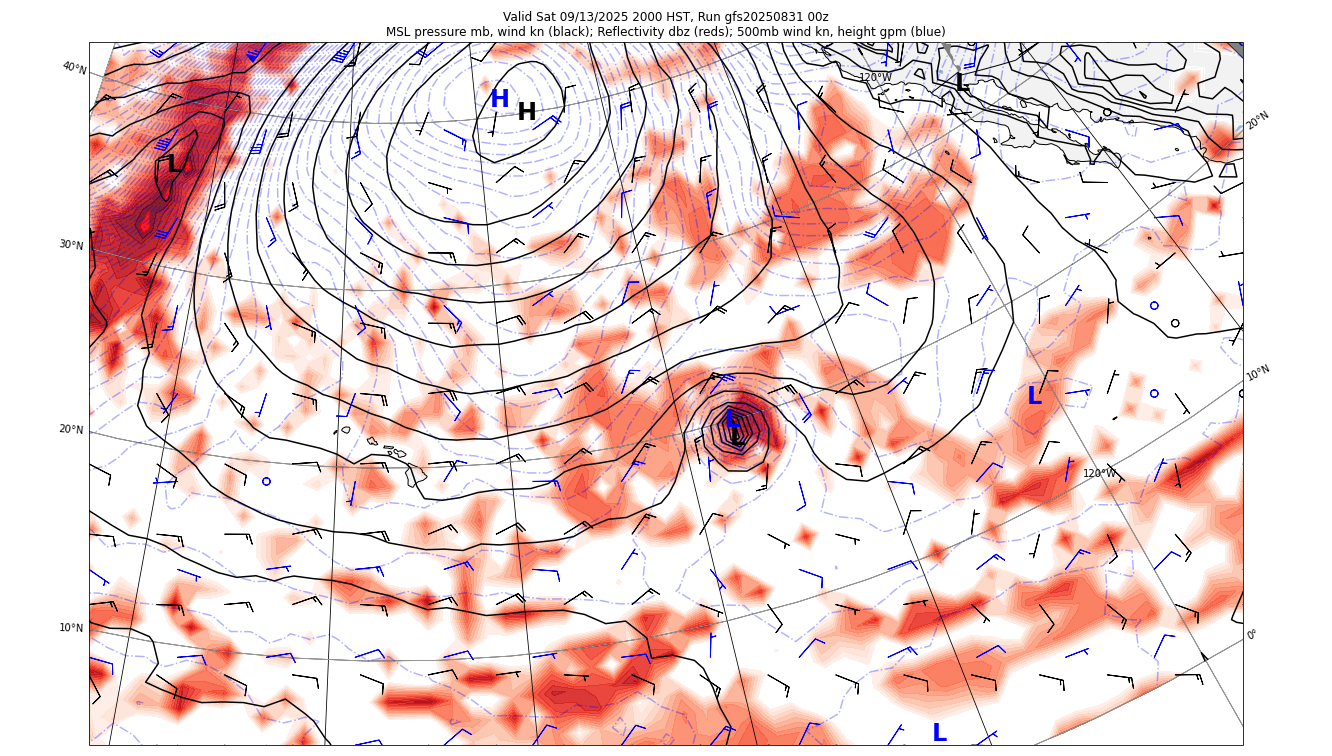 Valid Sat 09/13/2025 2000 HST, Run gfs20250831 00z
MSL pressure mb, wind kn (black); Reflectivity dbz (reds); 500mb wind kn, height gpm (blue)
40°N
120°W
L
H
H
20°N
L
30°N
10°N
L
L
L
20°N
120°W
10°N
0°
L